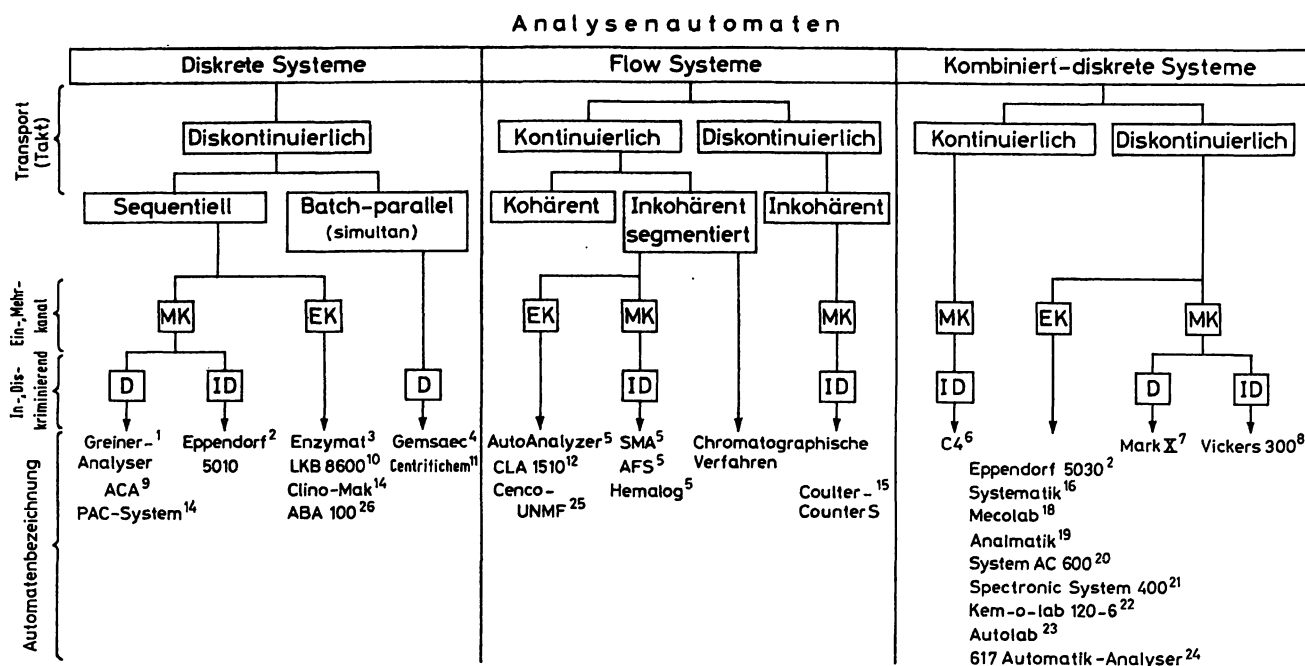 Analysenautomaten
Diskrete Systeme
Flow Systeme
Kombiniert-diskrete Systeme
Transport
(Takt)
Diskontinuierlich
Kontinuierlich
Diskontinuierlich
Kontinuierlich
Diskontinuierlich
Sequentiell
Batch-parallel
(simultan)
Kohärent
Inkohärent
segmentiert
Inkohärent
Ein-, Mehr-
kanal
MK
EK
EK
MK
MK
MK
EK
MK
In-, Dis-
kriminierend
D
ID
D
ID
ID
ID
D
ID
Automatenbezeichnung
Greiner-1
Analyser
ACA9
PAC-System14
Eppendorf2
5010
Enzymat3
LKB 860010
Clino-Mak14
ABA 10026
Gemsaec4
Centrifichem11
AutoAnalyzer5
CLA 151012
Cenco-
UNMF25
SMA5
AFS5
Hemalog5
Chromatographische
Verfahren
Coulter-15
Counter S
C46
Eppendorf 50302
Systematik16
Mecolab18
Analmatik19
System AC 60020
Spectronic System 40021
Kem-o-lab 120-622
Autolab23
617 Automatik-Analyser24
Mark X7
Vickers 3008